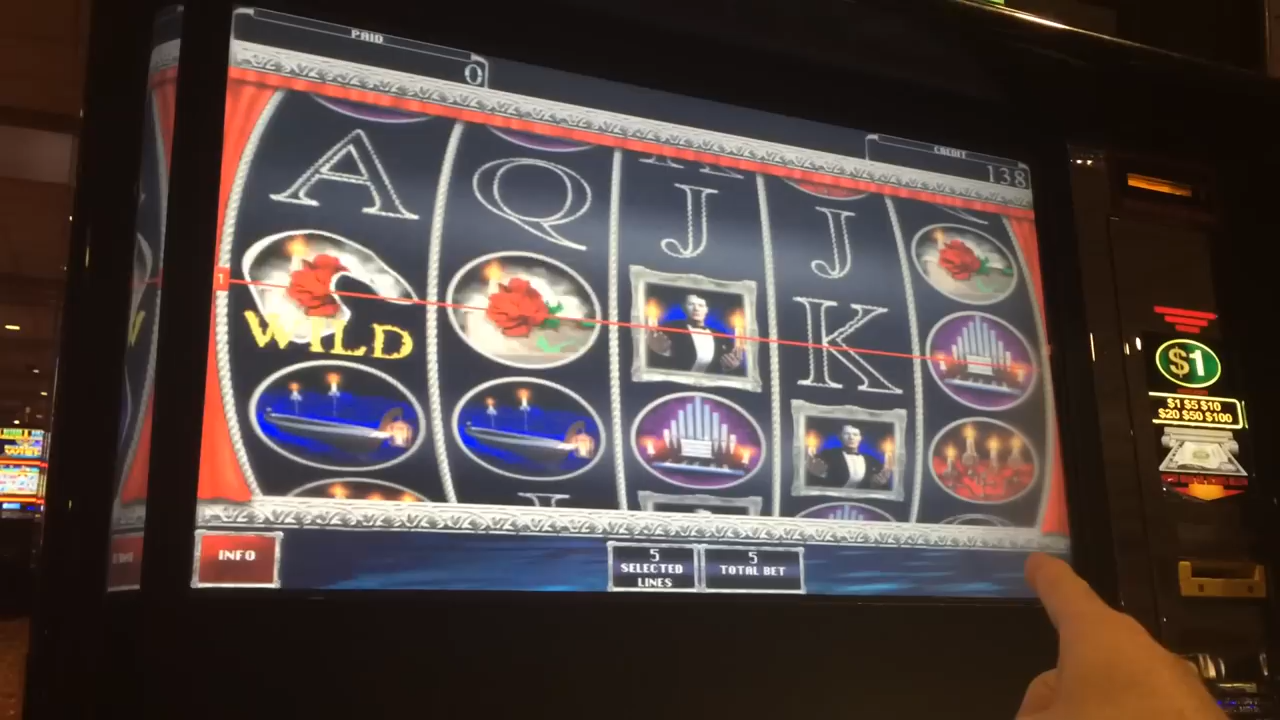 PAID
0
CREDIT
138
A
Q
J
J
1
WILD
K
INFO
5
SELECTED
LINES
5
TOTAL BET
$1
$1 $5 $10
$20 $50 $100